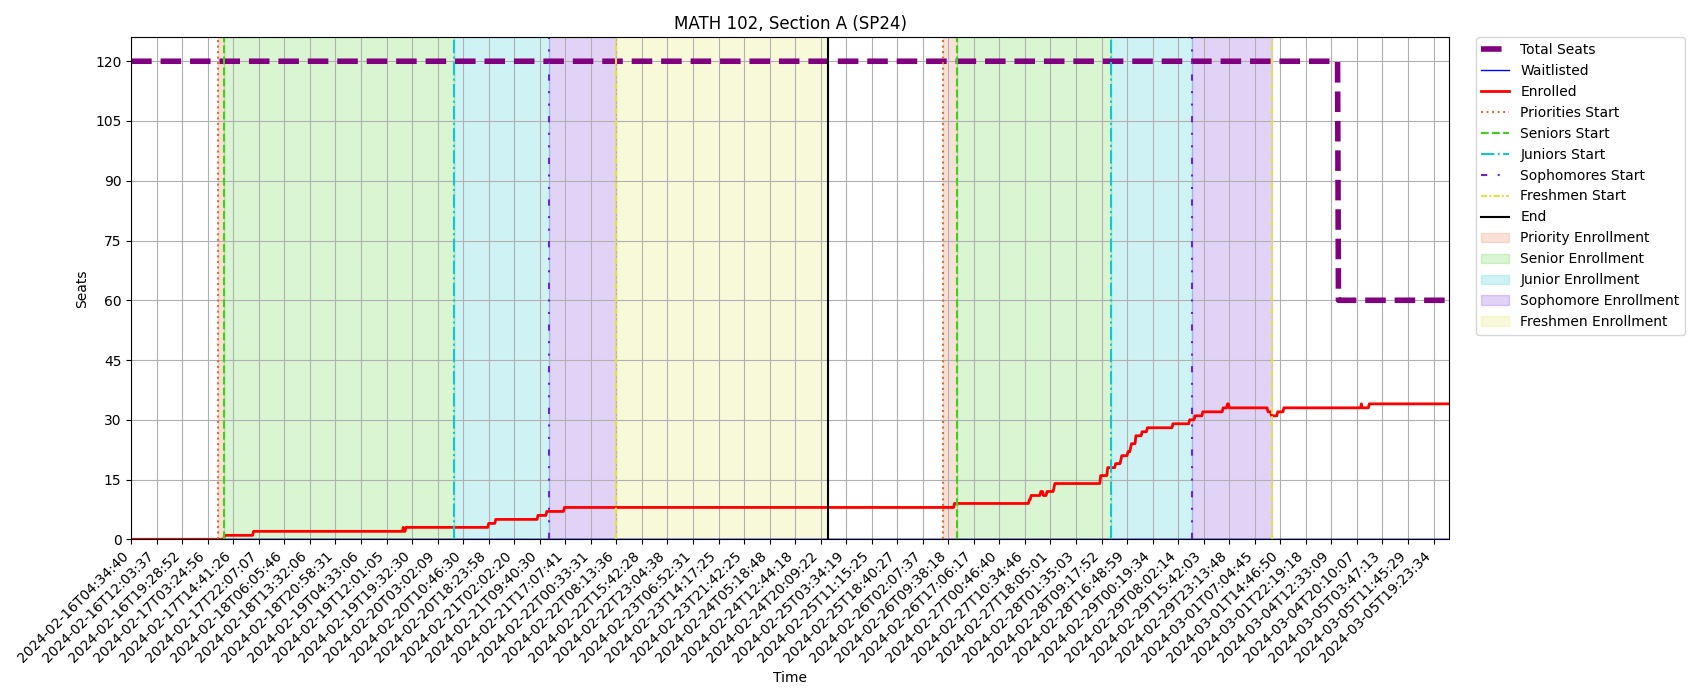 MATH 102, Section A (SP24)
120
105
90
75
60
45
30
15
0
Seats
2024-02-16T04:34:40
2024-02-16T12:03:37
2024-02-16T19:28:52
2024-02-17T03:24:56
2024-02-17T14:41:26
2024-02-17T22:07:07
2024-02-18T06:05:46
2024-02-18T13:32:06
2024-02-18T20:58:31
2024-02-19T04:33:06
2024-02-19T12:01:05
2024-02-19T19:32:30
2024-02-20T03:02:09
2024-02-20T10:46:30
2024-02-20T18:23:58
2024-02-21T02:02:20
2024-02-21T09:40:30
2024-02-21T17:07:41
2024-02-22T00:33:31
2024-02-22T08:13:36
2024-02-22T15:42:28
2024-02-22T23:04:38
2024-02-23T06:52:31
2024-02-23T14:17:25
2024-02-23T21:42:25
2024-02-24T05:18:48
2024-02-24T12:44:18
2024-02-24T20:09:22
2024-02-25T03:34:19
2024-02-25T11:15:25
2024-02-25T18:40:27
2024-02-26T02:07:37
2024-02-26T09:38:18
2024-02-26T17:06:17
2024-02-27T00:46:40
2024-02-27T10:34:46
2024-02-27T18:05:01
2024-02-28T01:35:03
2024-02-28T09:17:52
2024-02-28T16:48:59
2024-02-29T00:19:34
2024-02-29T08:02:14
2024-02-29T15:42:03
2024-02-29T23:13:48
2024-03-01T07:04:45
2024-03-01T14:46:50
2024-03-01T22:19:18
2024-03-04T12:33:09
2024-03-04T20:10:07
2024-03-05T03:47:13
2024-03-05T11:45:29
2024-03-05T19:23:34
Time
Total Seats
Waitlisted
Enrolled
Priorities Start
Seniors Start
Juniors Start
Sophomores Start
Freshmen Start
End
Priority Enrollment
Senior Enrollment
Junior Enrollment
Sophomore Enrollment
Freshmen Enrollment